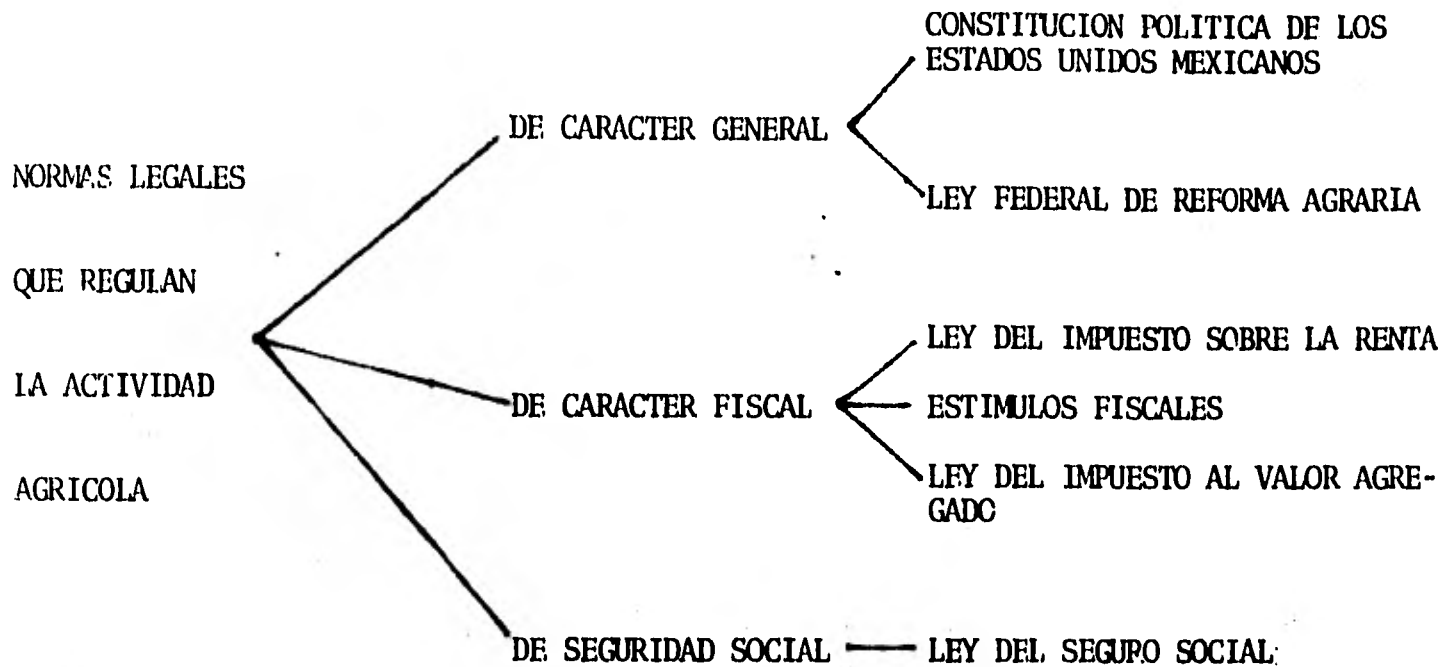 NORMAS LEGALES
QUE REGULAN
LA ACTIVIDAD
AGRICOLA
DE CARACTER GENERAL
CONSTITUCION POLITICA DE LOS
ESTADOS UNIDOS MEXICANOS
LEY FEDERAL DE REFORMA AGRARIA
DE CARACTER FISCAL
LEY DEL IMPUESTO SOBRE LA RENTA
ESTIMULOS FISCALES
LEY DEL IMPUESTO AL VALOR AGRE-
GADO
DE SEGURIDAD SOCIAL
LEY DEL SEGURO SOCIAL